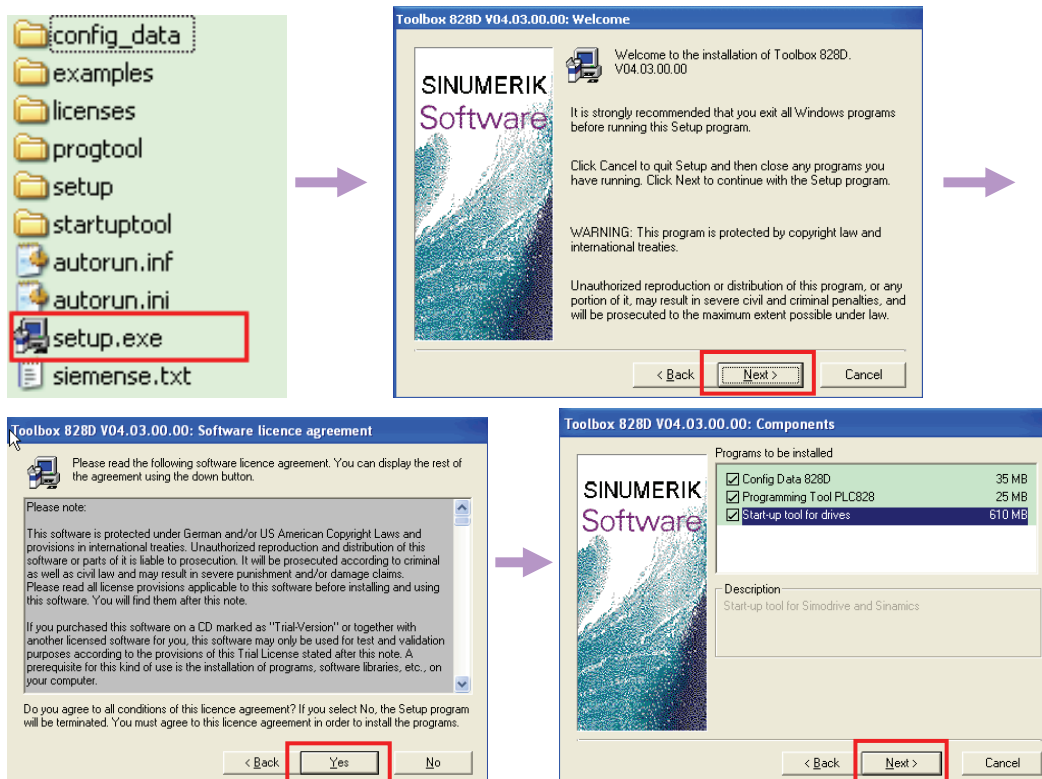 config_data
examples
licenses
progtool
setup
startuptool
autorun.inf
autorun.ini
setup.exe
siemense.txt
Toolbox 828D V04.03.00.00: Welcome
SINUMERIK
Software
Welcome to the installation of Toolbox 828D.
V04.03.00.00
It is strongly recommended that you exit all Windows programs
before running this Setup program.
Click Cancel to quit Setup and then close any programs you
have running. Click Next to continue with the Setup program.
WARNING: This program is protected by copyright law and
international treaties.
Unauthorized reproduction or distribution of this program, or any
portion of it, may result in severe civil and criminal penalties, and
will be prosecuted to the maximum extent possible under law.
< Back
Next >
Cancel
Toolbox 828D V04.03.00.00: Software licence agreement
Please read the following software licence agreement. You can display the rest of
the agreement using the down button.
Please note:
This software is protected under German and/or US American Copyright Laws and
provisions in international treaties. Unauthorized reproduction and distribution of this
software or parts of it is liable to prosecution. It will be prosecuted according to criminal
as well as civil law and may result in severe punishment and/or damage claims.
Please read all license provisions applicable to this software before installing and using
this software. You will find them after this note.
If you purchased this software on a CD marked as "Trial-Version" or together with
another licensed software for you, this software may only be used for test and validation
purposes according to the provisions of this Trial License stated after this note. A
prerequisite for this kind of use is the installation of programs, software libraries, etc., on
your computer.
Do you agree to all conditions of this licence agreement? If you select No, the Setup program
will be terminated. You must agree to this licence agreement in order to install the programs.
< Back
Yes
No
Toolbox 828D V04.03.00.00: Components
SINUMERIK
Software
Programs to be installed
Config Data 828D 35 MB
Programming Tool PLC828 25 MB
Start-up tool for drives 610 MB
Description
Start-up tool for Simodrive and Sinamics
< Back
Next >
Cancel